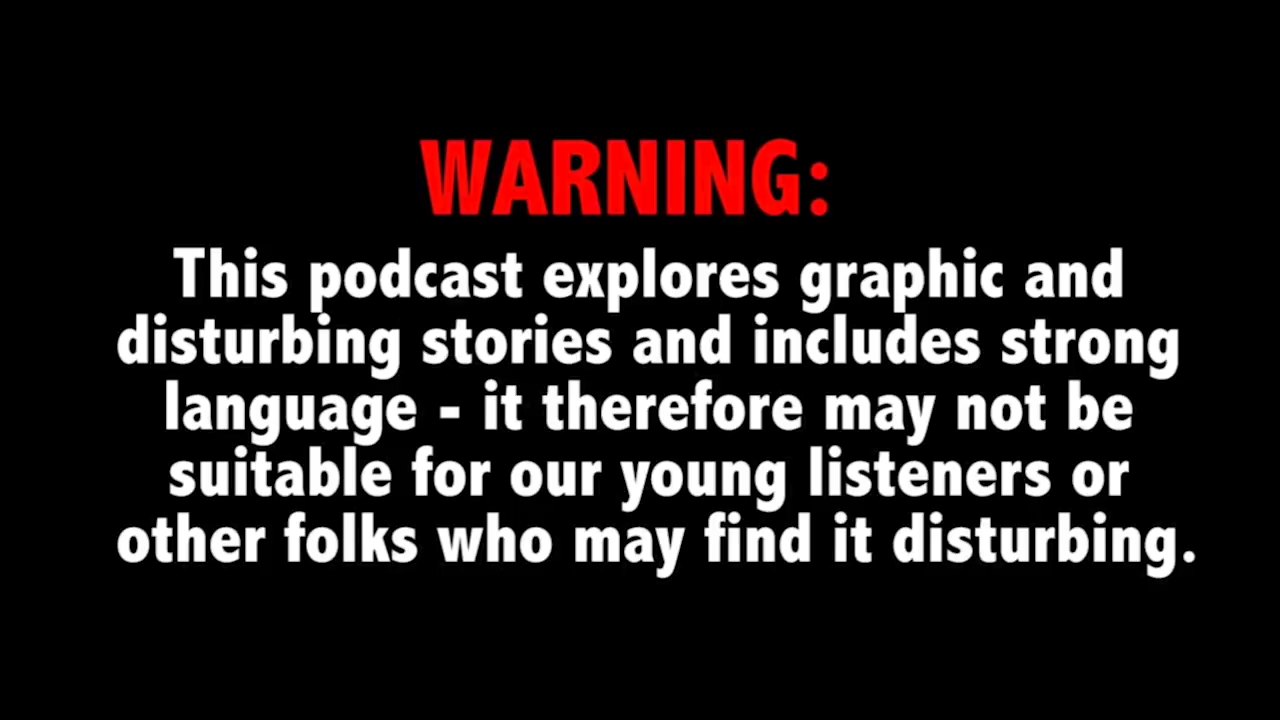 WARNING:
This podcast explores graphic and
disturbing stories and includes strong
language - it therefore may not be
suitable for our young listeners or
other folks who may find it disturbing.